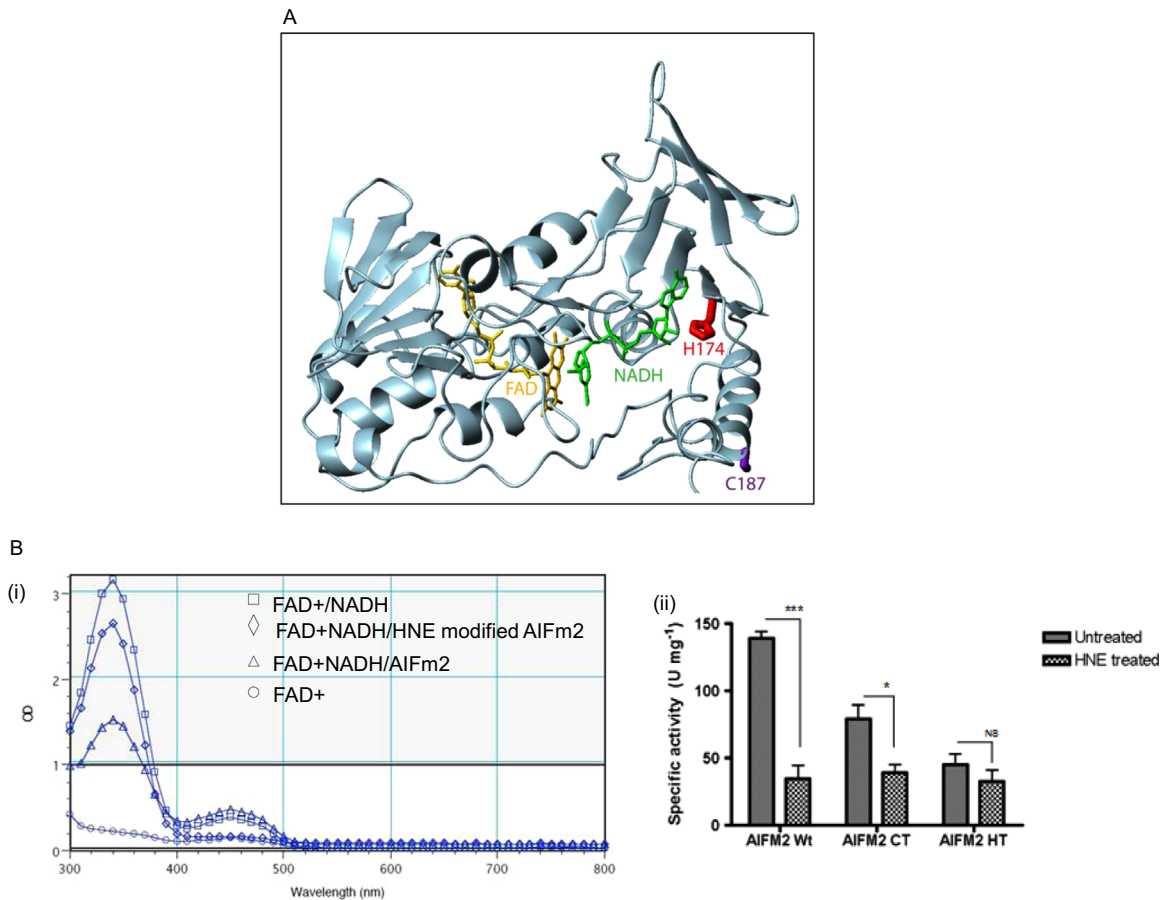 A
H174
NADH
FAD
C187
B
(i)
FAD+/NADH
FAD+NADH/HNE modified AIFm2
FAD+NADH/AIFm2
FAD+
3
2
1
0
OD
300
400
500
600
700
800
Wavelength (nm)
(ii)
Untreated
HNE treated
Specific activity (U mg-1)
150
100
50
0
***
*
NS
AIFM2 Wt
AIFM2 CT
AIFM2 HT